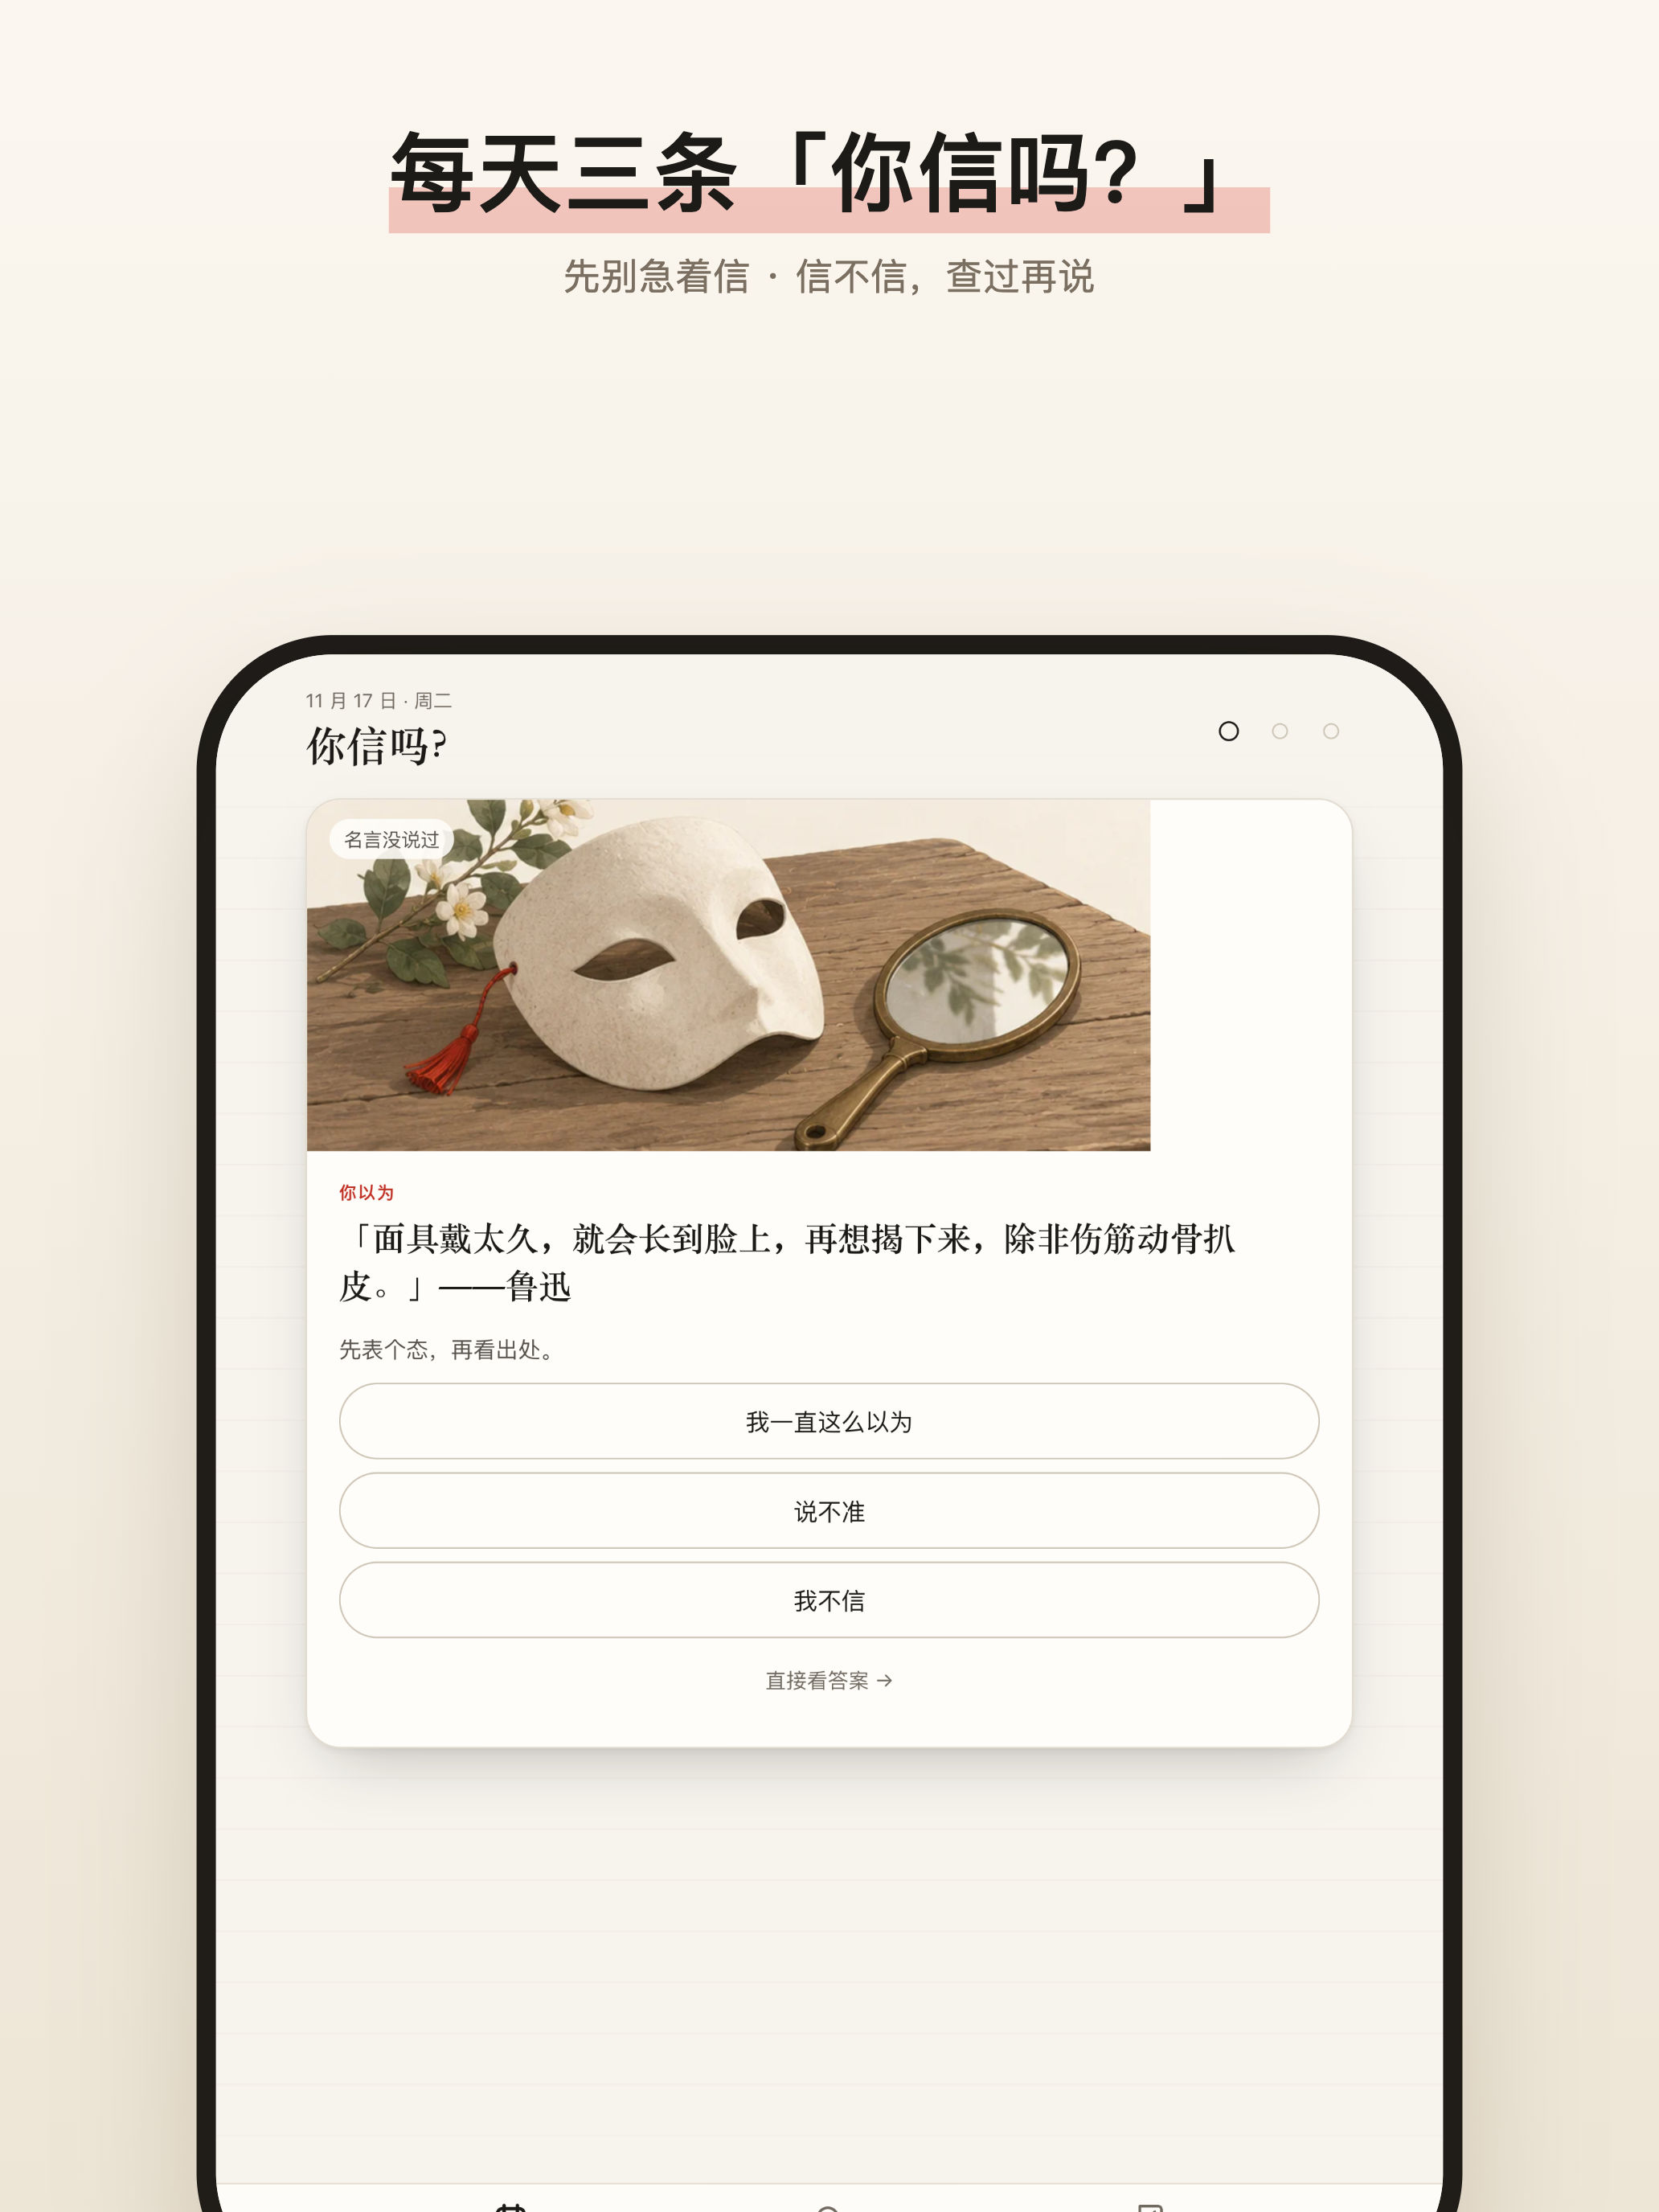 每天三条「你信吗？」
先别急着信 · 信不信，查过再说
11 月 17 日 · 周二
你信吗？
名言没说过
你以为
「面具戴太久，就会长到脸上，再想揭下来，除非伤筋动骨扒
皮。」——鲁迅
先表个态，再看出处。
我一直这么以为
说不准
我不信
直接看答案 →